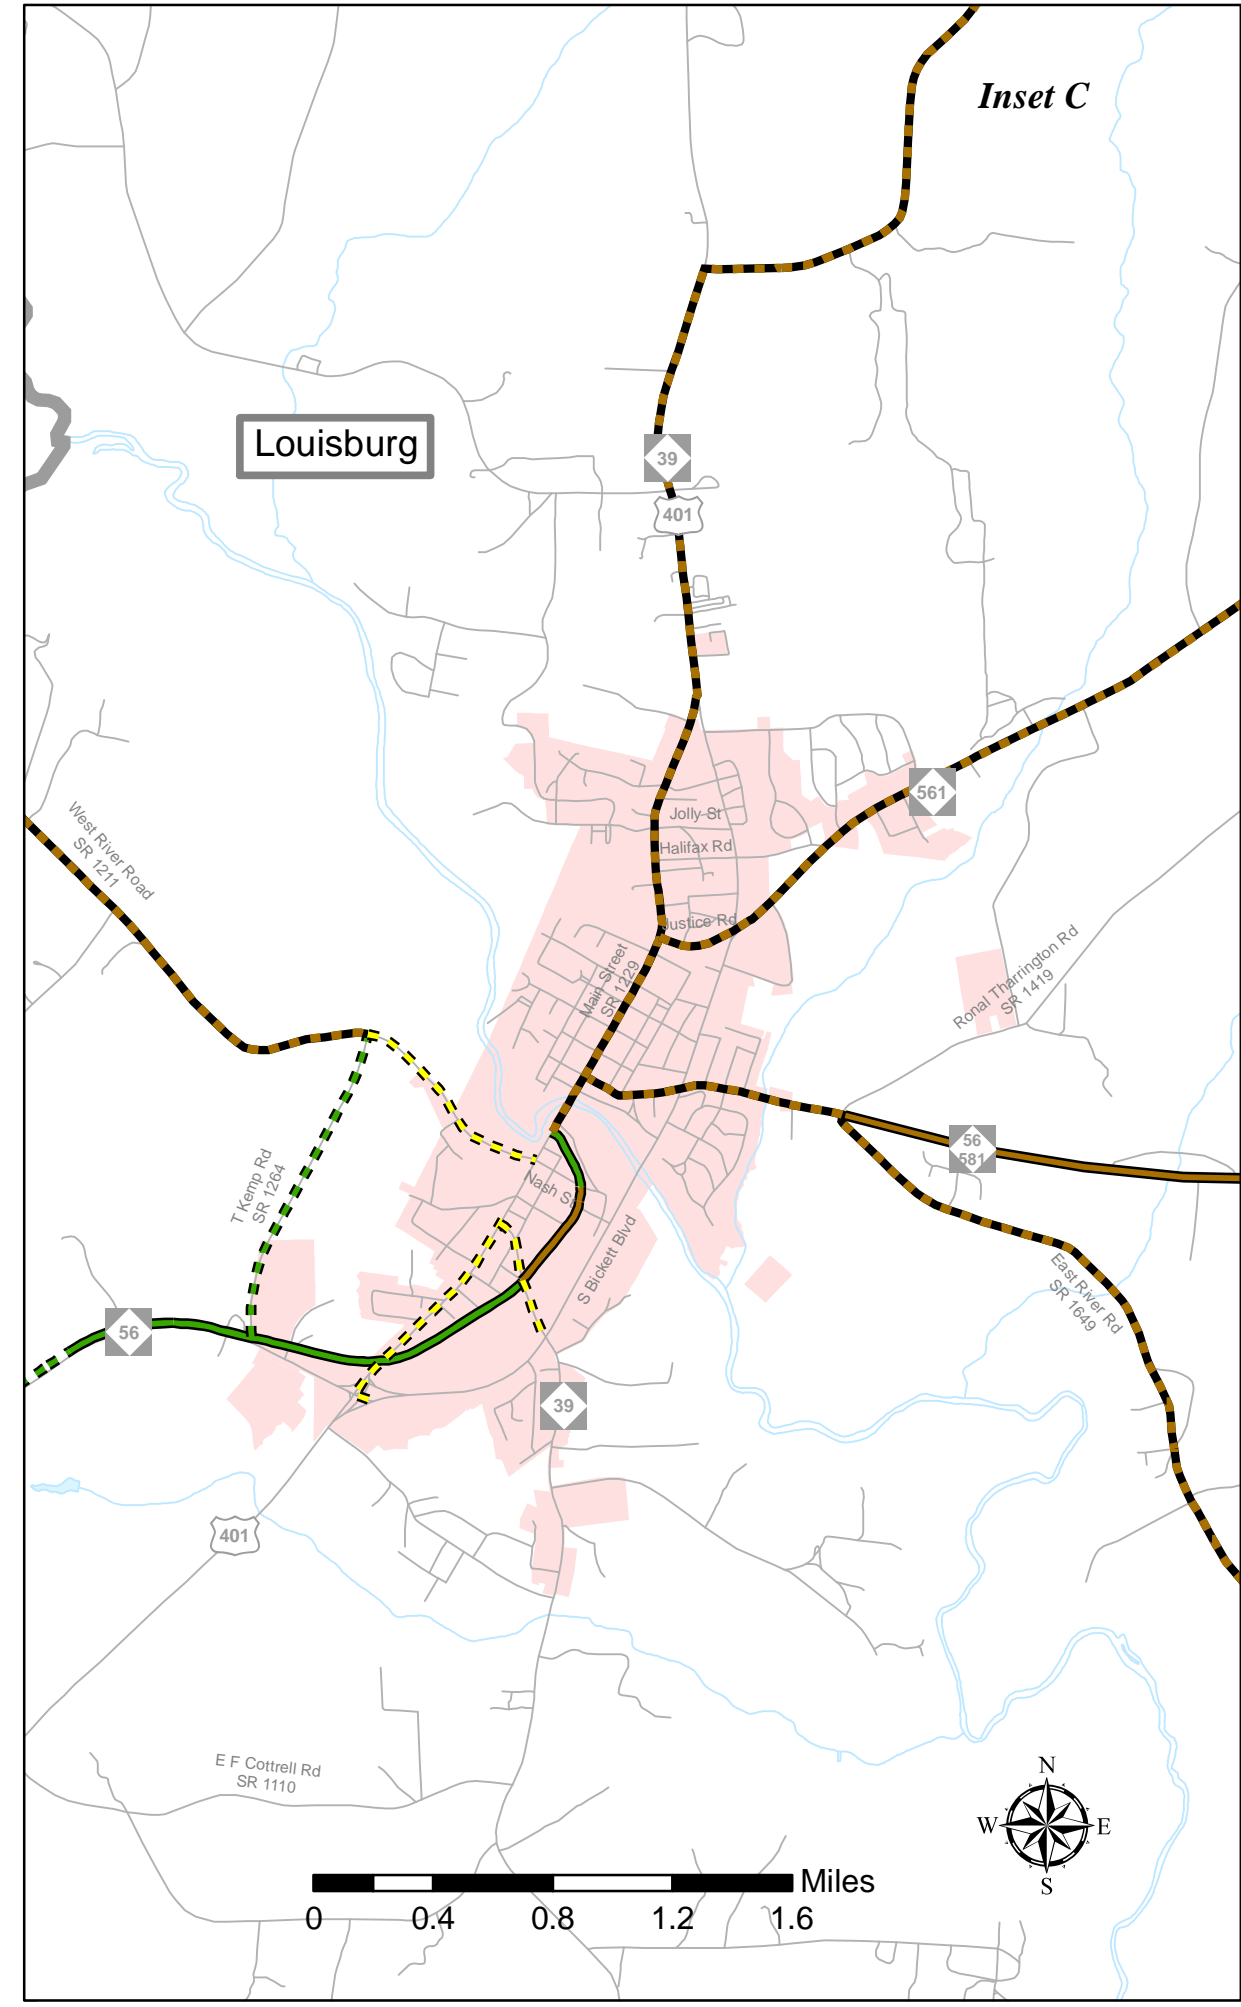 Inset C
Louisburg
39
401
561
Jolly St
Halifax Rd
West River Road
SR 1211
Justice Rd
Main Street
SR 1229
Ronal Tharrington Rd
SR 1419
56
581
T Kemp Rd
SR 1264
Nash St
S Bickett Blvd
East River Rd
SR 1649
56
39
401
E F Cottrell Rd
SR 1110
N
W
E
S
Miles
0
0.4
0.8
1.2
1.6